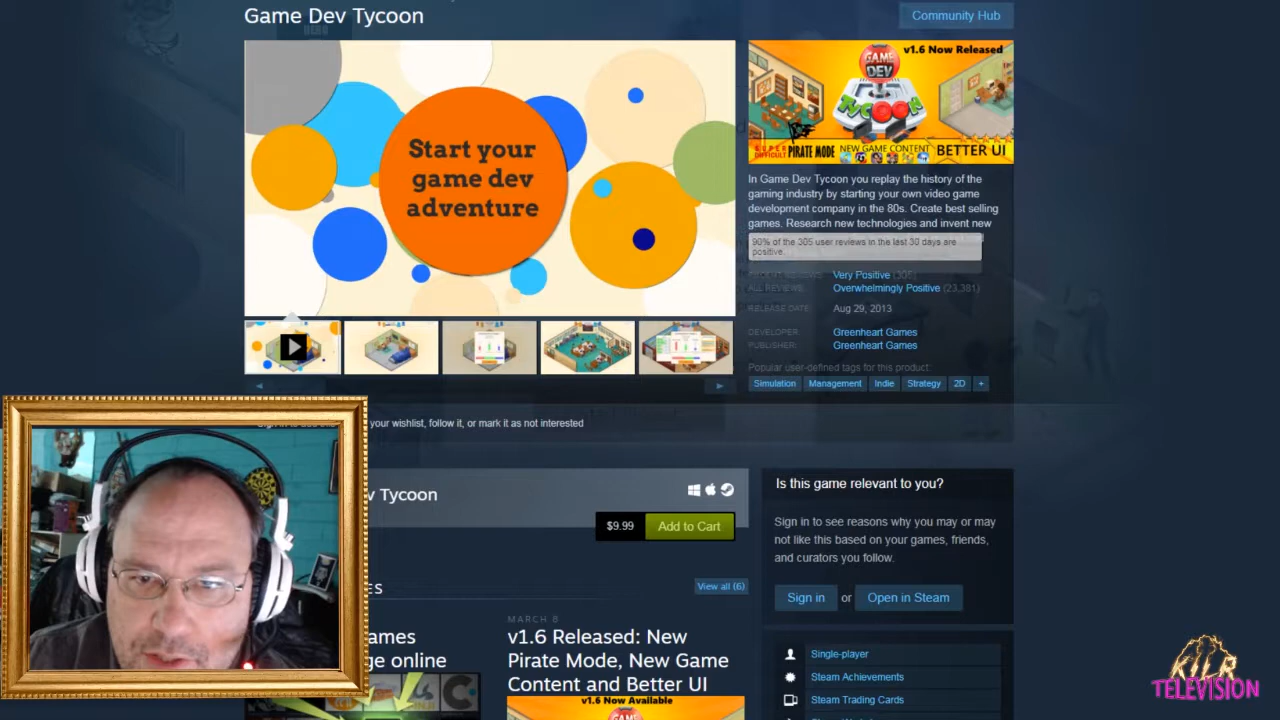 Game Dev Tycoon
Community Hub
Start your
game dev
adventure
v1.6 Now Released
GAME
DEV
TYCOON
SUPER
DIFFICULT PIRATE MODE
NEW GAME CONTENT
BETTER UI
In Game Dev Tycoon you replay the history of the
gaming industry by starting your own video game
development company in the 80s. Create best selling
games. Research new technologies and invent new
90% of the 305 user reviews in the last 30 days are
positive.
RECENT REVIEWS: Very Positive (305)
ALL REVIEWS: Overwhelmingly Positive (23,381)
RELEASE DATE: Aug 29, 2013
DEVELOPER: Greenheart Games
PUBLISHER: Greenheart Games
Popular user-defined tags for this product:
Simulation Management Indie Strategy 2D +
your wishlist, follow it, or mark it as not interested
v Tycoon
$9.99 Add to Cart
Is this game relevant to you?
Sign in to see reasons why you may or may
not like this based on your games, friends,
and curators you follow.
Sign in or Open in Steam
ES
View all (6)
ames
ge online
MARCH 8
v1.6 Released: New
Pirate Mode, New Game
Content and Better UI
v1.6 Now Available
Single-player
Steam Achievements
Steam Trading Cards
KILR
TELEVISION